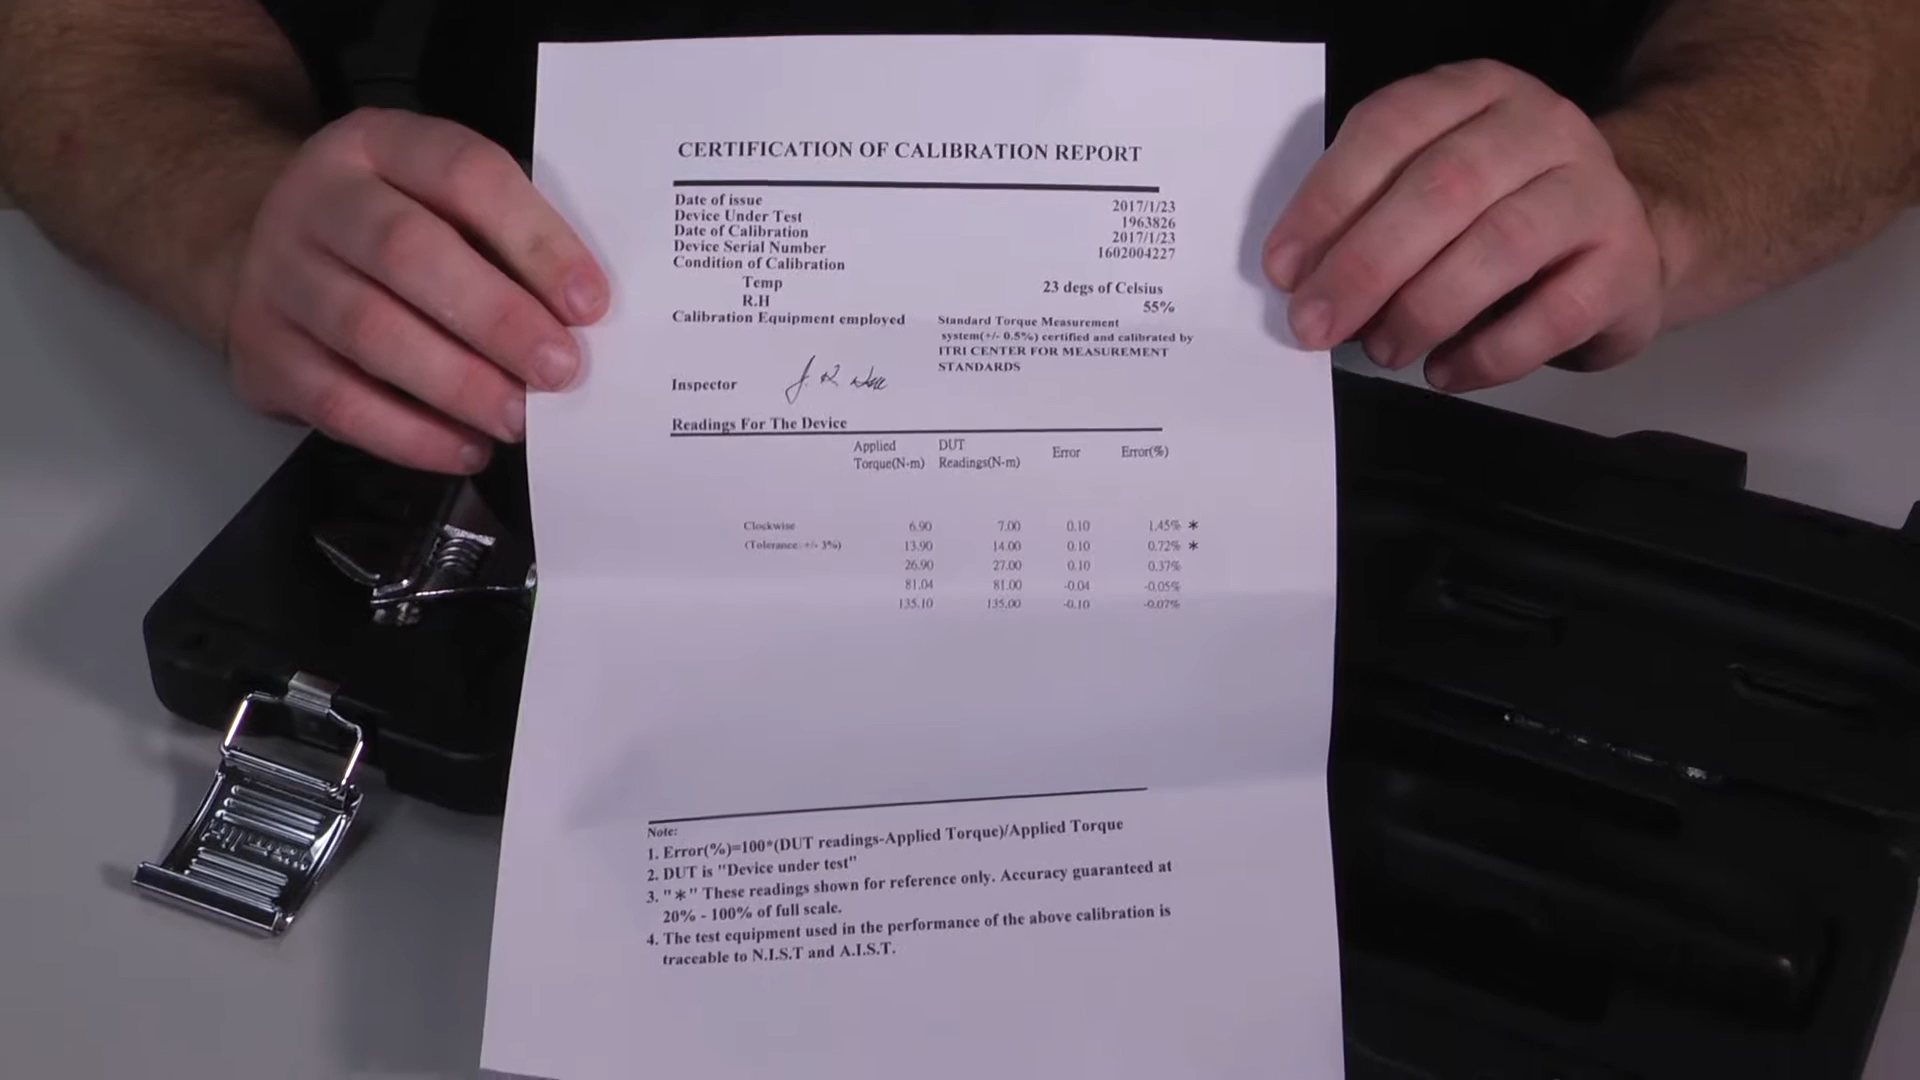 CERTIFICATION OF CALIBRATION REPORT
Date of issue 2017/1/23
Device Under Test 1963826
Date of Calibration 2017/1/23
Device Serial Number 1602004227
Condition of Calibration
Temp 23 degs of Celsius
R.H 55%
Calibration Equipment employed Standard Torque Measurement
system(+/- 0.5%) certified and calibrated by
ITRI CENTER FOR MEASUREMENT
STANDARDS
Inspector
Readings For The Device
Applied DUT
Torque(N-m) Readings(N-m) Error Error(%)
Clockwise 6.90 7.00 0.10 1.45% *
(Tolerance: +/- 3%) 13.90 14.00 0.10 0.72% *
26.90 27.00 0.10 0.37%
81.04 81.00 -0.04 -0.05%
135.10 135.00 -0.10 -0.07%
Note:
1. Error(%)=100*(DUT readings-Applied Torque)/Applied Torque
2. DUT is "Device under test"
3. "*" These readings shown for reference only. Accuracy guaranteed at
20% - 100% of full scale.
4. The test equipment used in the performance of the above calibration is
traceable to N.I.S.T and A.I.S.T.